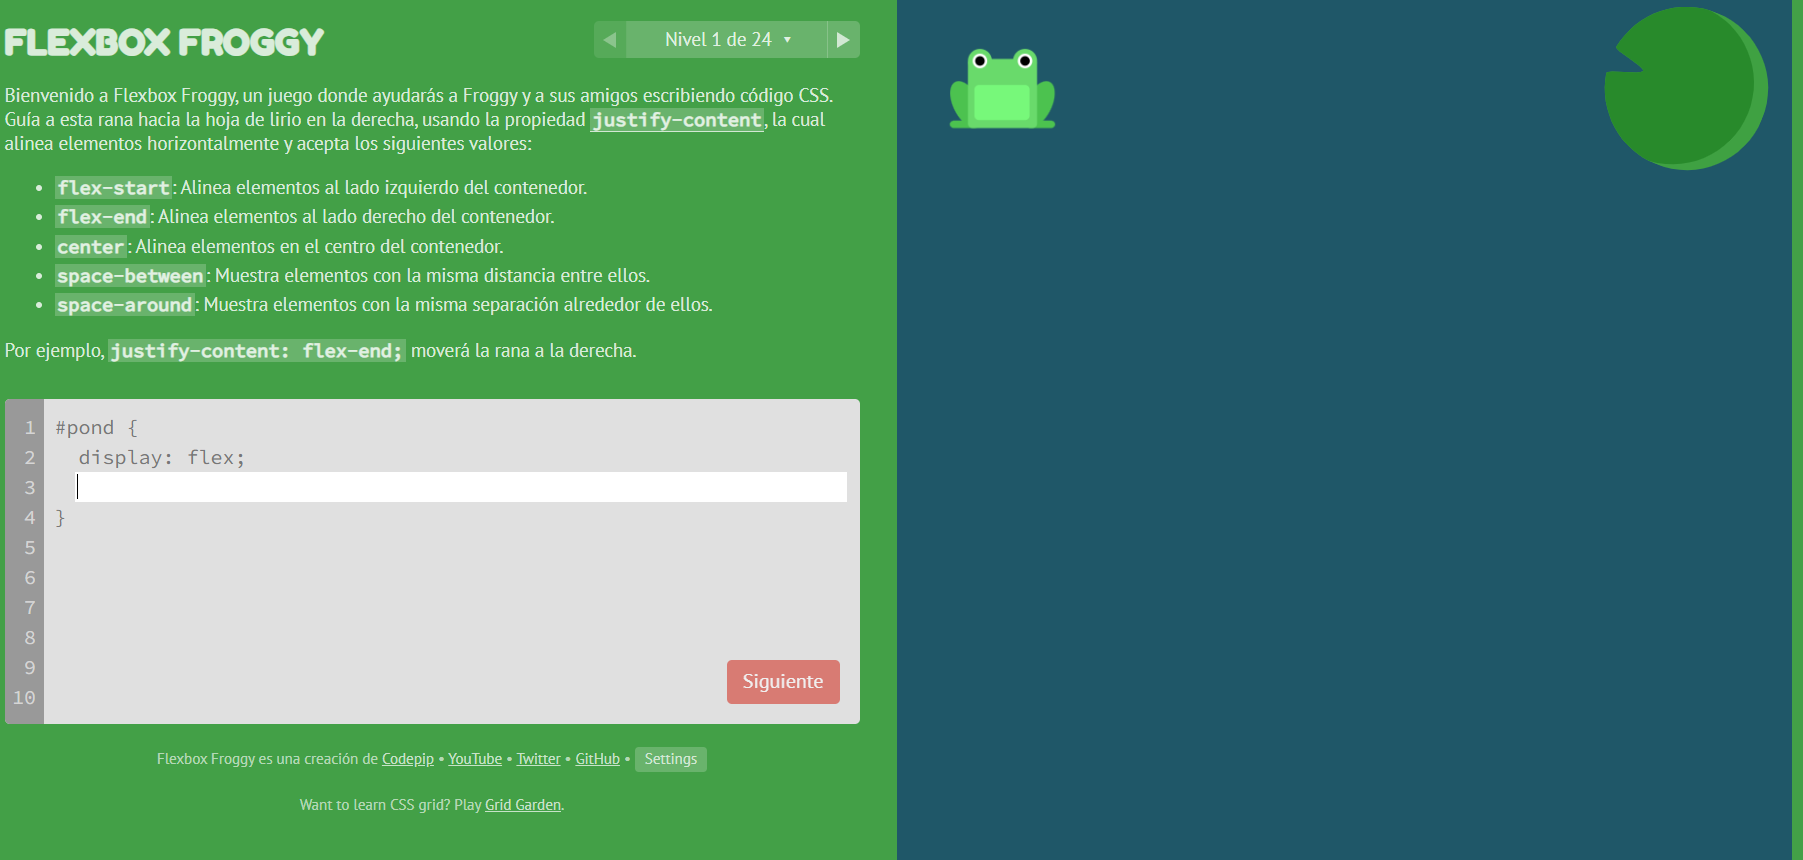 FLEXBOX FROGGY
Nivel 1 de 24
Bienvenido a Flexbox Froggy, un juego donde ayudarás a Froggy y a sus amigos escribiendo código CSS.
Guía a esta rana hacia la hoja de lirio en la derecha, usando la propiedad justify-content, la cual
alinea elementos horizontalmente y acepta los siguientes valores:
• flex-start: Alinea elementos al lado izquierdo del contenedor.
• flex-end: Alinea elementos al lado derecho del contenedor.
• center: Alinea elementos en el centro del contenedor.
• space-between: Muestra elementos con la misma distancia entre ellos.
• space-around: Muestra elementos con la misma separación alrededor de ellos.
Por ejemplo, justify-content: flex-end; moverá la rana a la derecha.
1 #pond {
2 display: flex;
3
4 }
5
6
7
8
9
10
Siguiente
Flexbox Froggy es una creación de Codepip • YouTube • Twitter • GitHub • Settings
Want to learn CSS grid? Play Grid Garden.